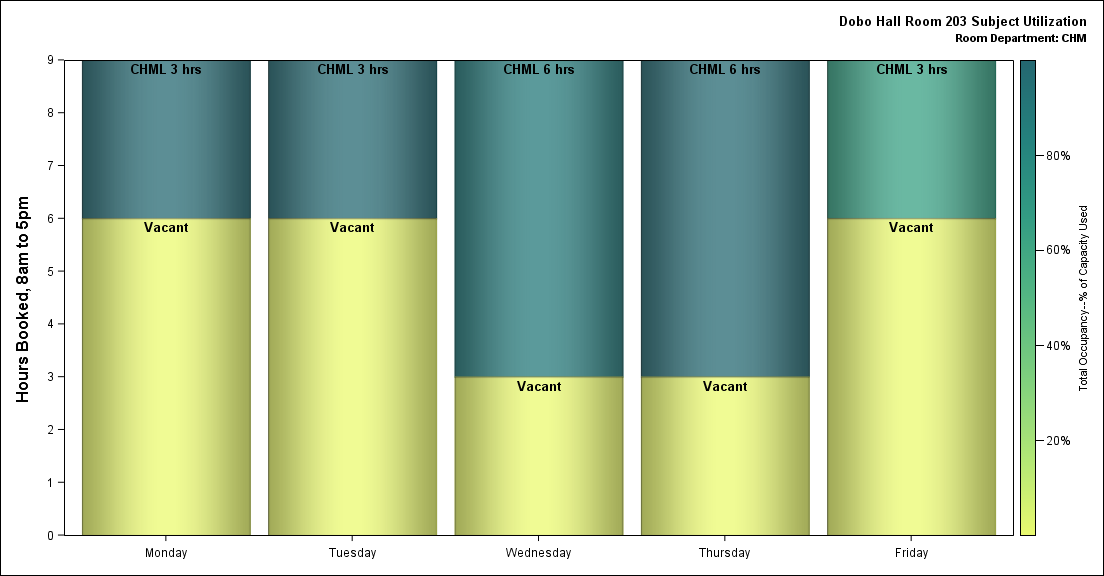 Dobo Hall Room 203 Subject Utilization
Room Department: CHM
Hours Booked, 8am to 5pm
9
8
7
6
5
4
3
2
1
0
CHML 3 hrs
CHML 3 hrs
CHML 6 hrs
CHML 6 hrs
CHML 3 hrs
Vacant
Vacant
Vacant
Vacant
Vacant
Monday
Tuesday
Wednesday
Thursday
Friday
80%
60%
40%
20%
Total Occupancy--% of Capacity Used